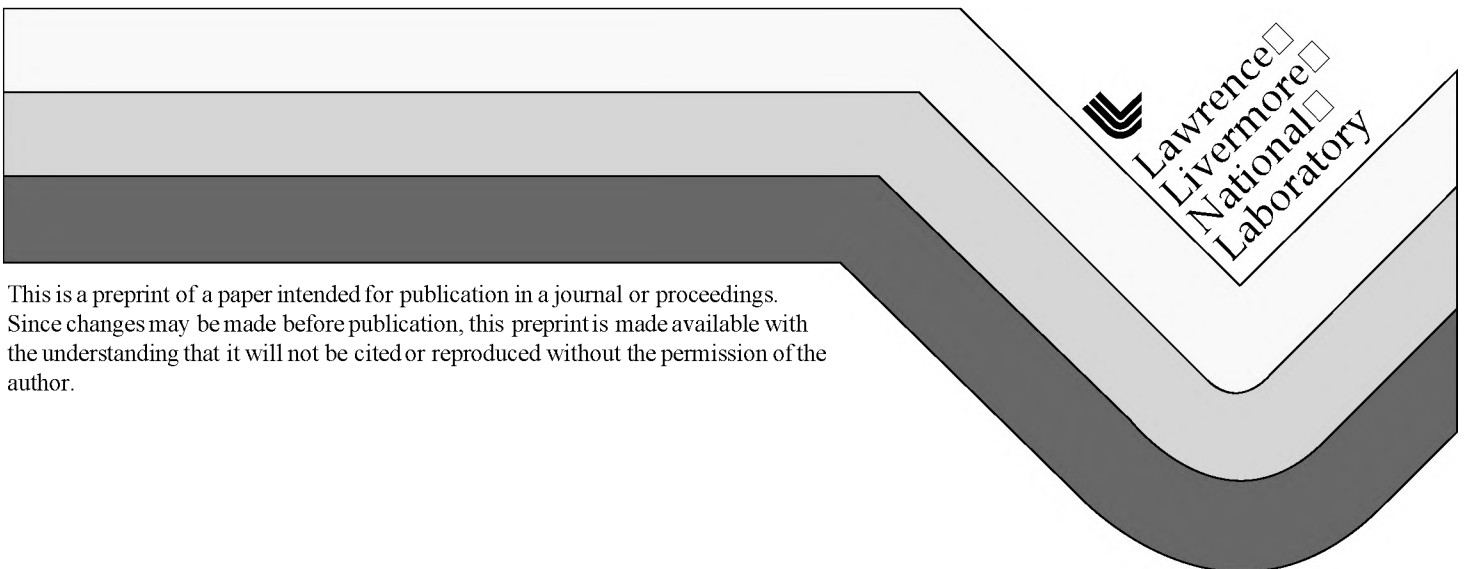 Lawrence
Livermore
National
Laboratory
This is a preprint of a paper intended for publication in a journal or proceedings.
Since changes may be made before publication, this preprint is made available with
the understanding that it will not be cited or reproduced without the permission of the
author.